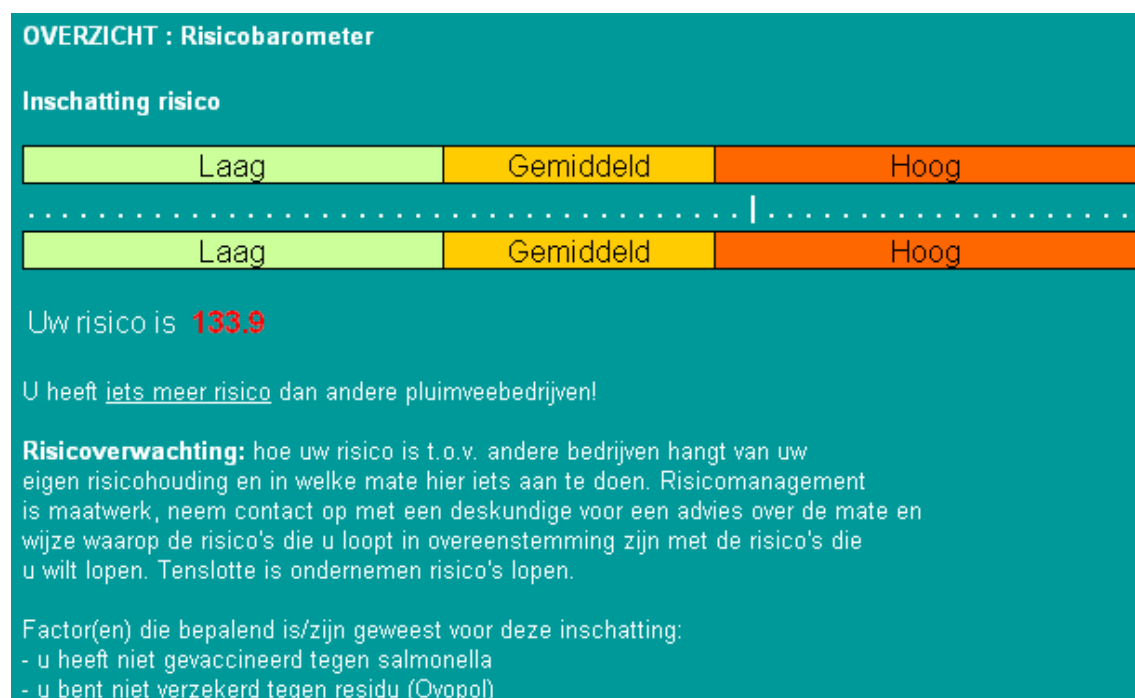 OVERZICHT : Risicobarometer
Inschatting risico
Laag Gemiddeld Hoog
........................................|.....................
Laag Gemiddeld Hoog
Uw risico is 133.9
U heeft iets meer risico dan andere pluimveebedrijven!
Risicoverwachting: hoe uw risico is t.o.v. andere bedrijven hangt van uw
eigen risicohouding en in welke mate hier iets aan te doen. Risicomanagement
is maatwerk, neem contact op met een deskundige voor een advies over de mate en
wijze waarop de risico's die u loopt in overeenstemming zijn met de risico's die
u wilt lopen. Tenslotte is ondernemen risico's lopen.
Factor(en) die bepalend is/zijn geweest voor deze inschatting:
- u heeft niet gevaccineerd tegen salmonella
- u bent niet verzekerd tegen residu (Ovopol)